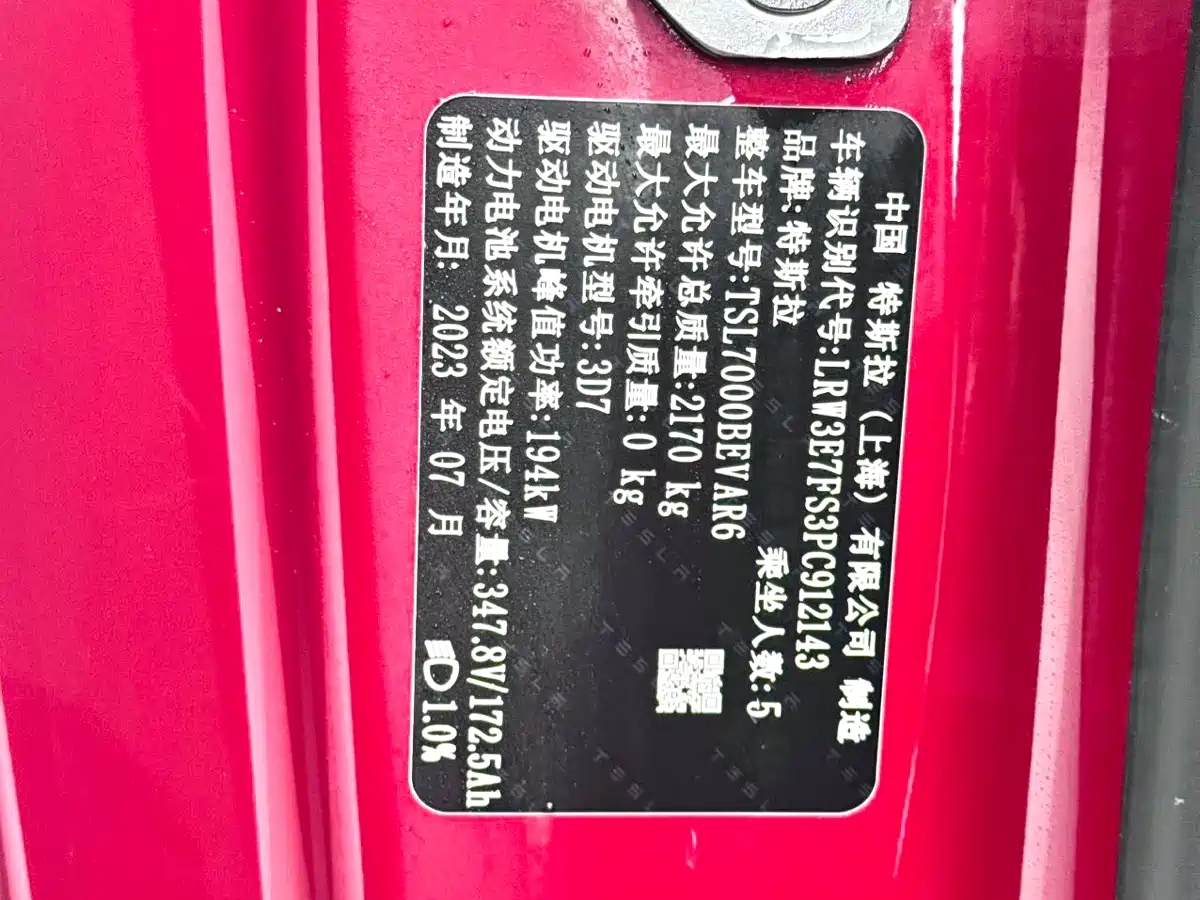 中国 特斯拉（上海）有限公司 制造
车辆识别代号:LRW3E7FS3PC912143
品牌:特斯拉 乘坐人数:5
整车型号:TSL7000BEVAR6
最大允许总质量:2170 kg
最大允许牵引质量: 0 kg
驱动电机型号:3D7
驱动电机峰值功率:194kW
动力电池系统额定电压/容量:347.8V/172.5Ah
制造年月: 2023 年 07 月 1.0%
TESLA